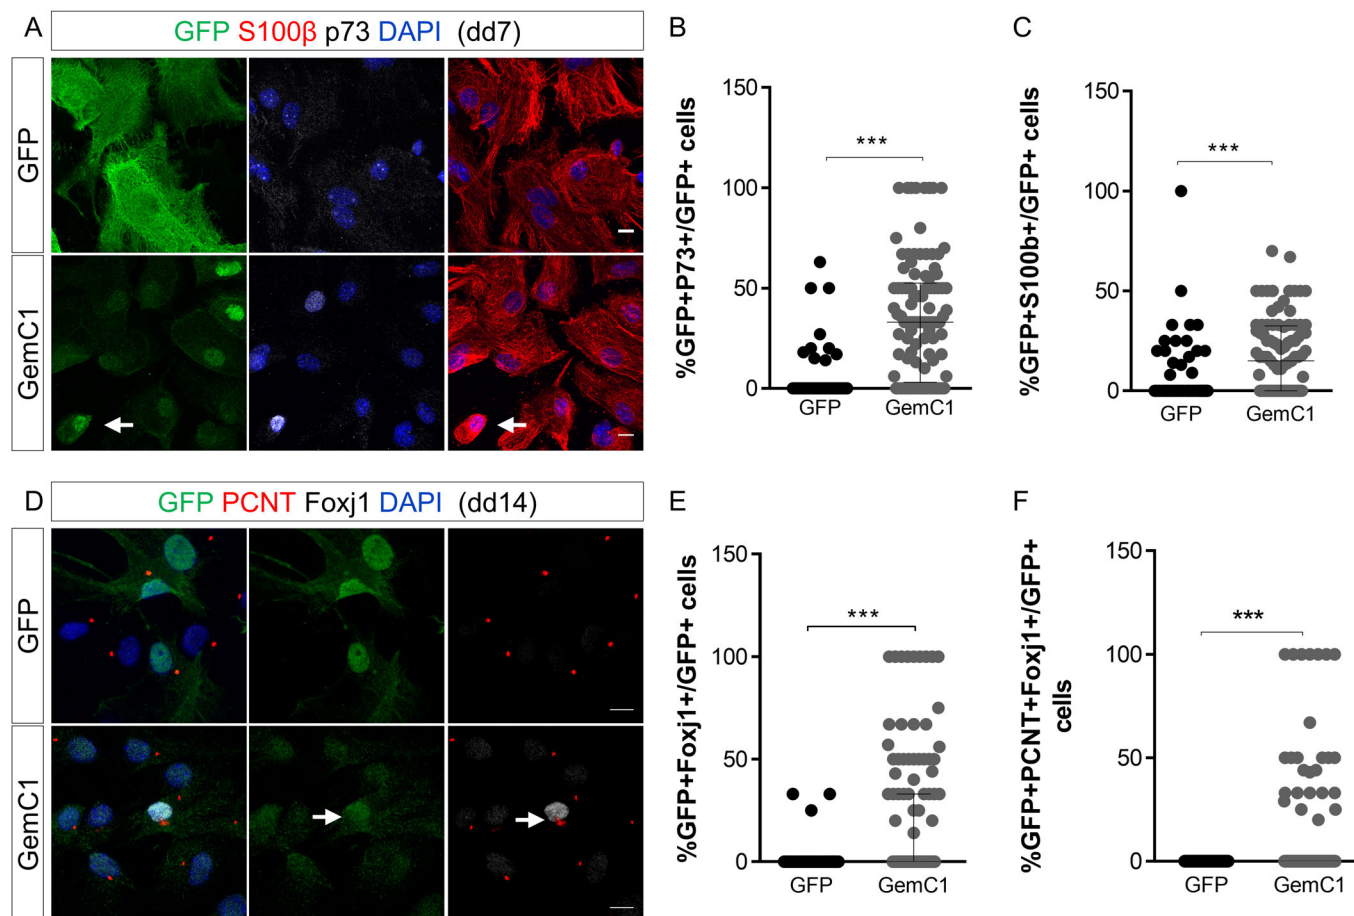 A
GFP S100β p73 DAPI (dd7)
GFP
GemC1
B
%GFP+P73+/GFP+ cells
150
100
50
0
***
GFP
GemC1
C
%GFP+S100b+/GFP+ cells
150
100
50
0
***
GFP
GemC1
D
GFP PCNT Foxj1 DAPI (dd14)
GFP
GemC1
E
%GFP+Foxj1+/GFP+ cells
150
100
50
0
***
GFP
GemC1
F
%GFP+PCNT+Foxj1+/GFP+
cells
150
100
50
0
***
GFP
GemC1